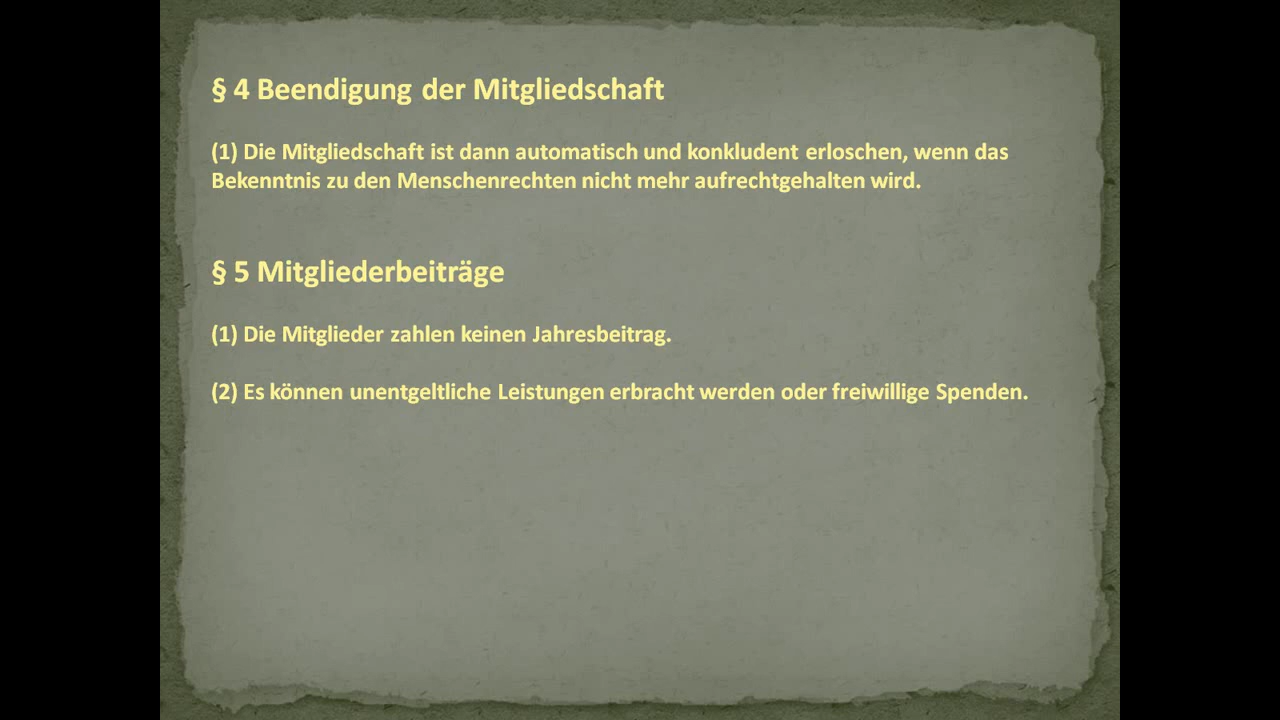 § 4 Beendigung der Mitgliedschaft
(1) Die Mitgliedschaft ist dann automatisch und konkludent erloschen, wenn das
Bekenntnis zu den Menschenrechten nicht mehr aufrechtgehalten wird.
§ 5 Mitgliederbeiträge
(1) Die Mitglieder zahlen keinen Jahresbeitrag.
(2) Es können unentgeltliche Leistungen erbracht werden oder freiwillige Spenden.